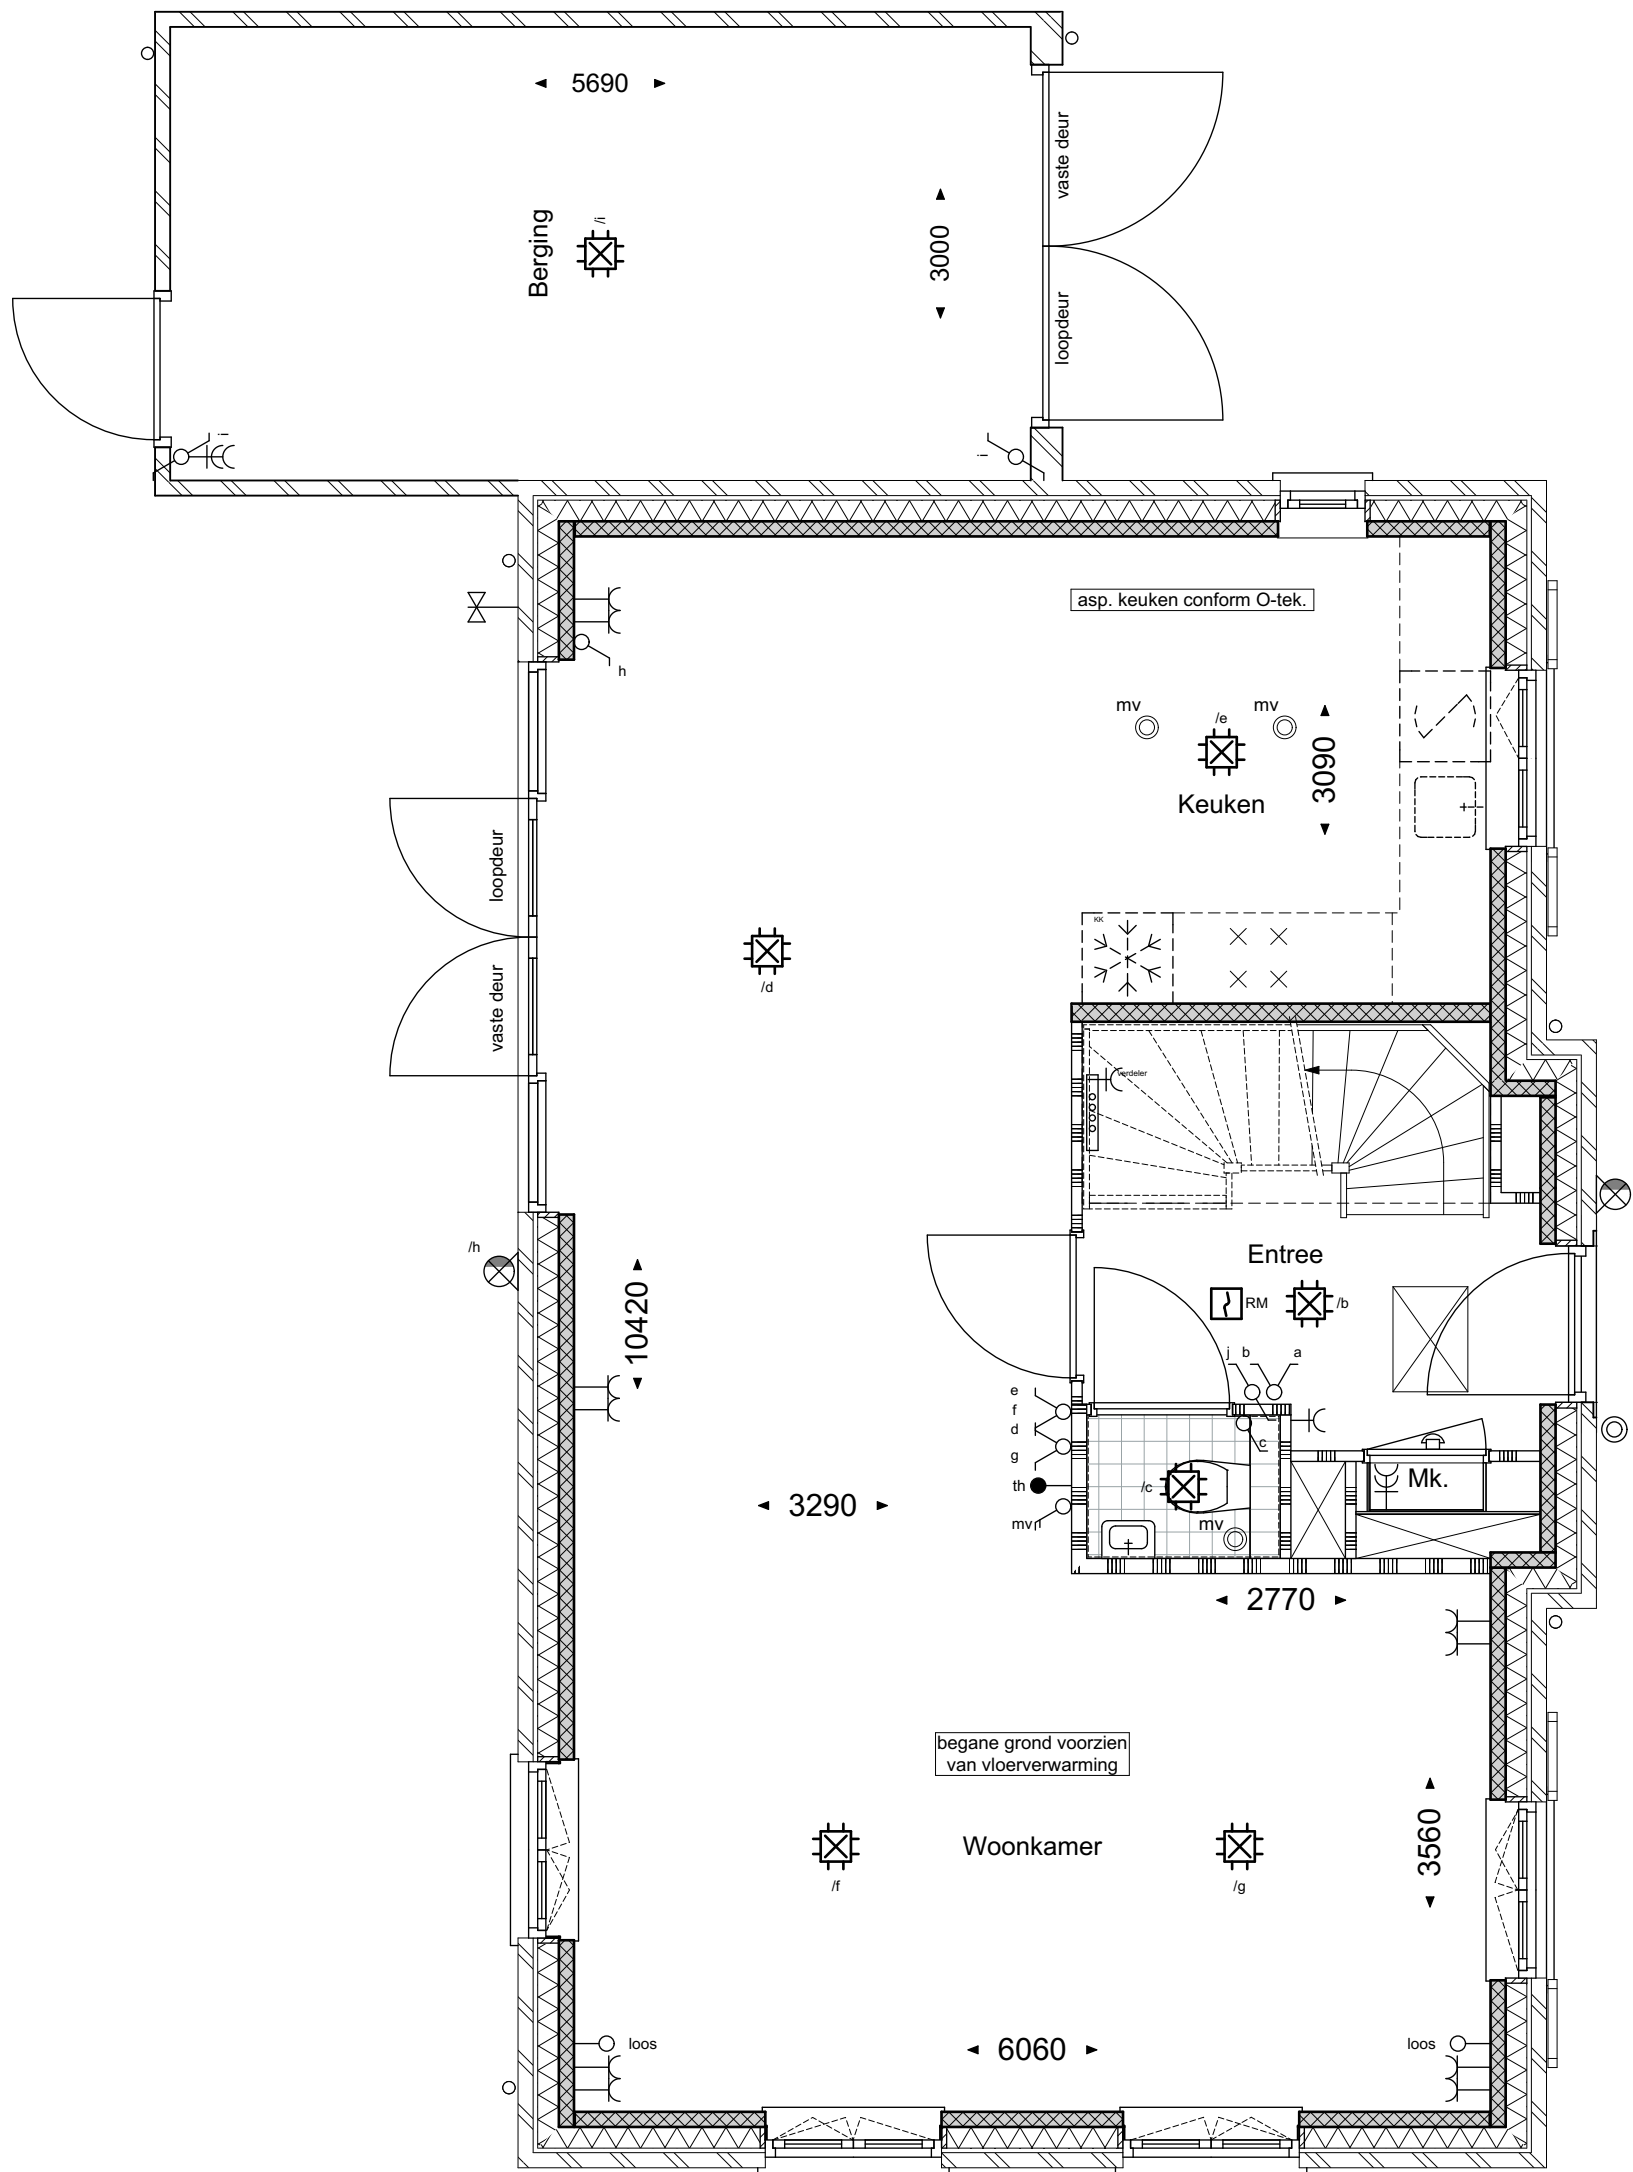 5690
vaste deur
/i
Berging
3000
loopdeur
i
i
asp. keuken conform O-tek.
h
mv
mv
/e
3090
Keuken
loopdeur
KK
/d
vaste deur
verdeler
/h
Entree
10420
RM
/b
j
b
a
e
f
d
g
c
th
/c
Mk.
3290
mv
mv
2770
begane grond voorzien
van vloerverwarming
3560
Woonkamer
/f
/g
loos
loos
6060